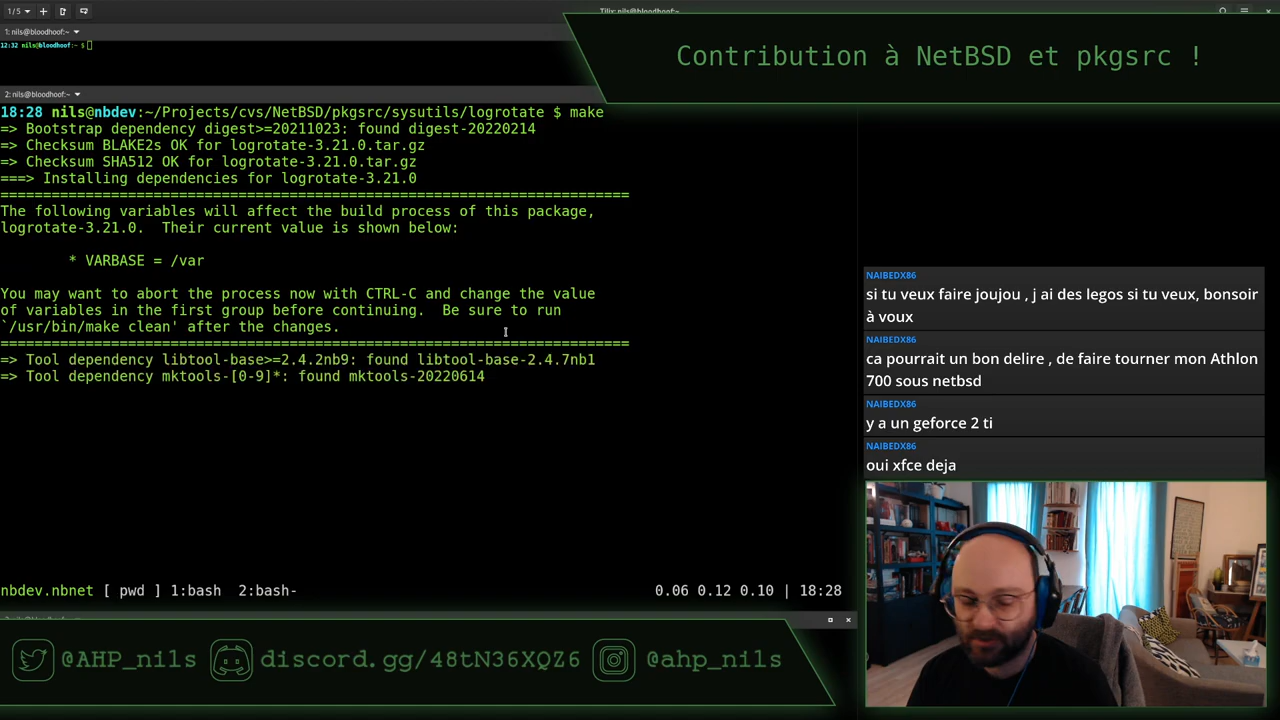 1/5
Tilix: nils@bloodhoof:~
1: nils@bloodhoof:~
12:32 nils@bloodhoof:~ $
Contribution à NetBSD et pkgsrc !
2: nils@bloodhoof:~
18:28 nils@nbdev:~/Projects/cvs/NetBSD/pkgsrc/sysutils/logrotate $ make
=> Bootstrap dependency digest>=20211023: found digest-20220214
=> Checksum BLAKE2s OK for logrotate-3.21.0.tar.gz
=> Checksum SHA512 OK for logrotate-3.21.0.tar.gz
===> Installing dependencies for logrotate-3.21.0
==========================================================================
The following variables will affect the build process of this package,
logrotate-3.21.0.  Their current value is shown below:
        * VARBASE = /var
You may want to abort the process now with CTRL-C and change the value
of variables in the first group before continuing.  Be sure to run
`/usr/bin/make clean' after the changes.
==========================================================================
=> Tool dependency libtool-base>=2.4.2nb9: found libtool-base-2.4.7nb1
=> Tool dependency mktools-[0-9]*: found mktools-20220614
nbdev.nbnet [ pwd ] 1:bash  2:bash-
0.06 0.12 0.10 | 18:28
NAIBEDX86
si tu veux faire joujou , j ai des legos si tu veux, bonsoir
à voux
NAIBEDX86
ca pourrait un bon delire , de faire tourner mon Athlon
700 sous netbsd
NAIBEDX86
y a un geforce 2 ti
NAIBEDX86
oui xfce deja
@AHP_nils
discord.gg/48tN36XQZ6
@ahp_nils